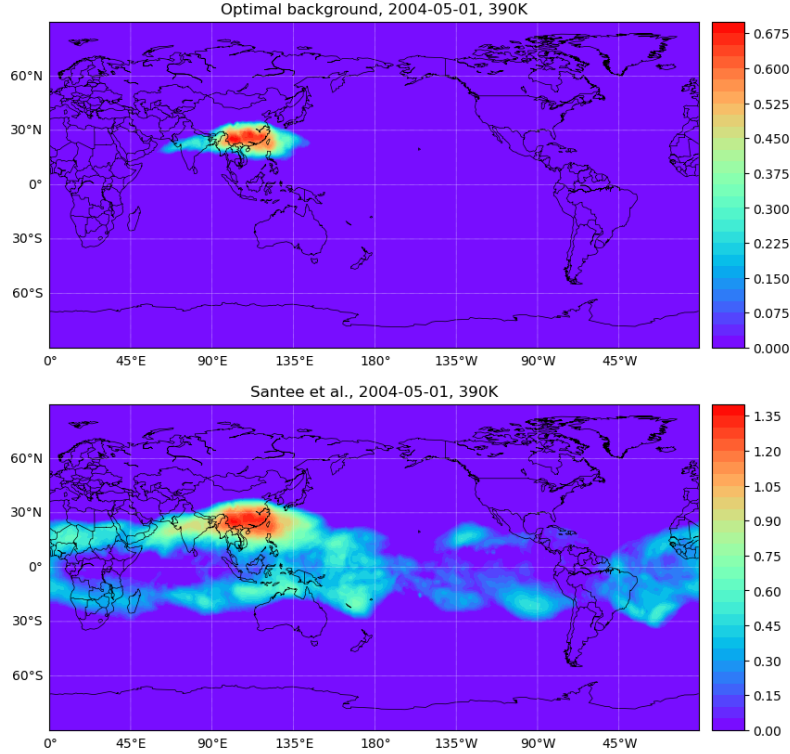 Optimal background, 2004-05-01, 390K
60°N
30°N
0°
30°S
60°S
0°
45°E
90°E
135°E
180°
135°W
90°W
45°W
0.675
0.600
0.525
0.450
0.375
0.300
0.225
0.150
0.075
0.000
Santee et al., 2004-05-01, 390K
60°N
30°N
0°
30°S
60°S
0°
45°E
90°E
135°E
180°
135°W
90°W
45°W
1.35
1.20
1.05
0.90
0.75
0.60
0.45
0.30
0.15
0.00